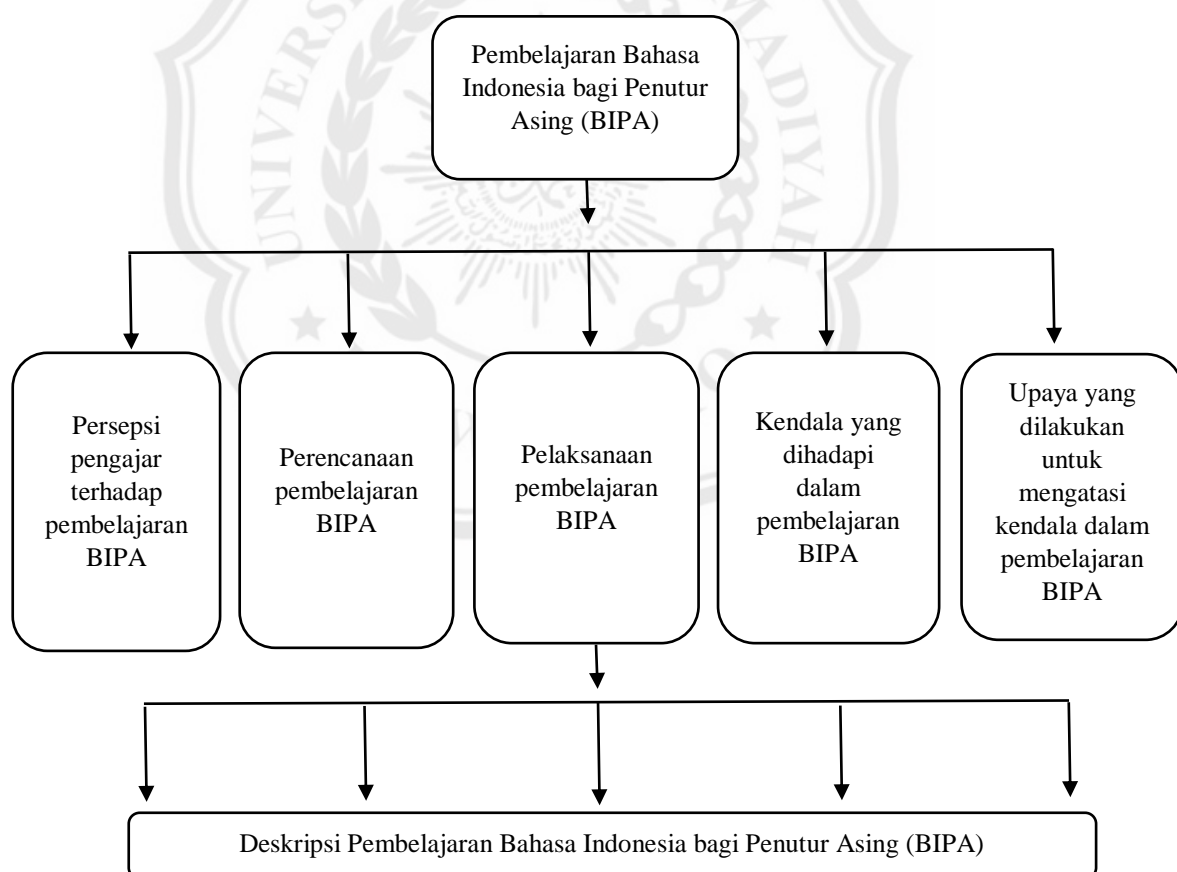 UNIVERS
MADIYAH
Pembelajaran Bahasa
Indonesia bagi Penutur
Asing (BIPA)
Persepsi
pengajar
terhadap
pembelajaran
BIPA
Perencanaan
pembelajaran
BIPA
Pelaksanaan
pembelajaran
BIPA
Kendala yang
dihadapi
dalam
pembelajaran
BIPA
Upaya yang
dilakukan
untuk
mengatasi
kendala dalam
pembelajaran
BIPA
Deskripsi Pembelajaran Bahasa Indonesia bagi Penutur Asing (BIPA)